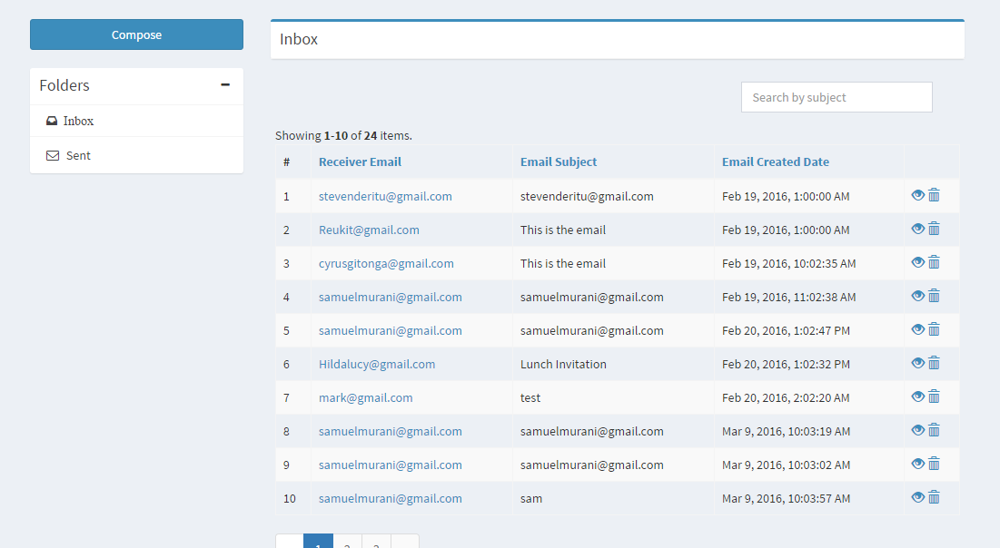 Compose
Folders
Inbox
Sent
Inbox
Search by subject
Showing 1-10 of 24 items.
# Receiver Email Email Subject Email Created Date
1 stevenderitu@gmail.com stevenderitu@gmail.com Feb 19, 2016, 1:00:00 AM
2 Reukit@gmail.com This is the email Feb 19, 2016, 1:00:00 AM
3 cyrusgitonga@gmail.com This is the email Feb 19, 2016, 10:02:35 AM
4 samuelmurani@gmail.com samuelmurani@gmail.com Feb 19, 2016, 11:02:38 AM
5 samuelmurani@gmail.com samuelmurani@gmail.com Feb 20, 2016, 1:02:47 PM
6 Hildalucy@gmail.com Lunch Invitation Feb 20, 2016, 1:02:32 PM
7 mark@gmail.com test Feb 20, 2016, 2:02:20 AM
8 samuelmurani@gmail.com samuelmurani@gmail.com Mar 9, 2016, 10:03:19 AM
9 samuelmurani@gmail.com samuelmurani@gmail.com Mar 9, 2016, 10:03:02 AM
10 samuelmurani@gmail.com sam Mar 9, 2016, 10:03:57 AM